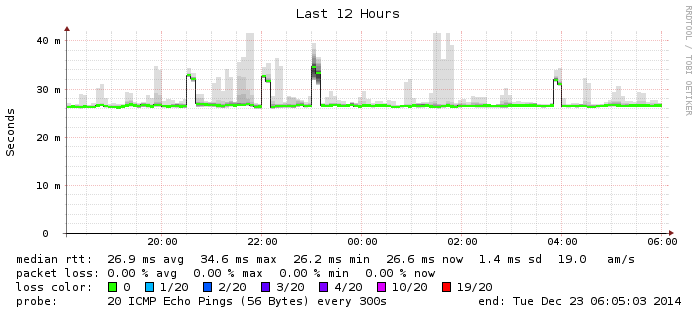 Last 12 Hours
RRDTOOL / TOBI OETIKER
Seconds
40 m
30 m
20 m
10 m
0
20:00 22:00 00:00 02:00 04:00 06:00
median rtt: 26.9 ms avg 34.6 ms max 26.2 ms min 26.6 ms now 1.4 ms sd 19.0 am/s
packet loss: 0.00 % avg 0.00 % max 0.00 % min 0.00 % now
loss color: 0 1/20 2/20 3/20 4/20 10/20 19/20
probe: 20 ICMP Echo Pings (56 Bytes) every 300s end: Tue Dec 23 06:05:03 2014